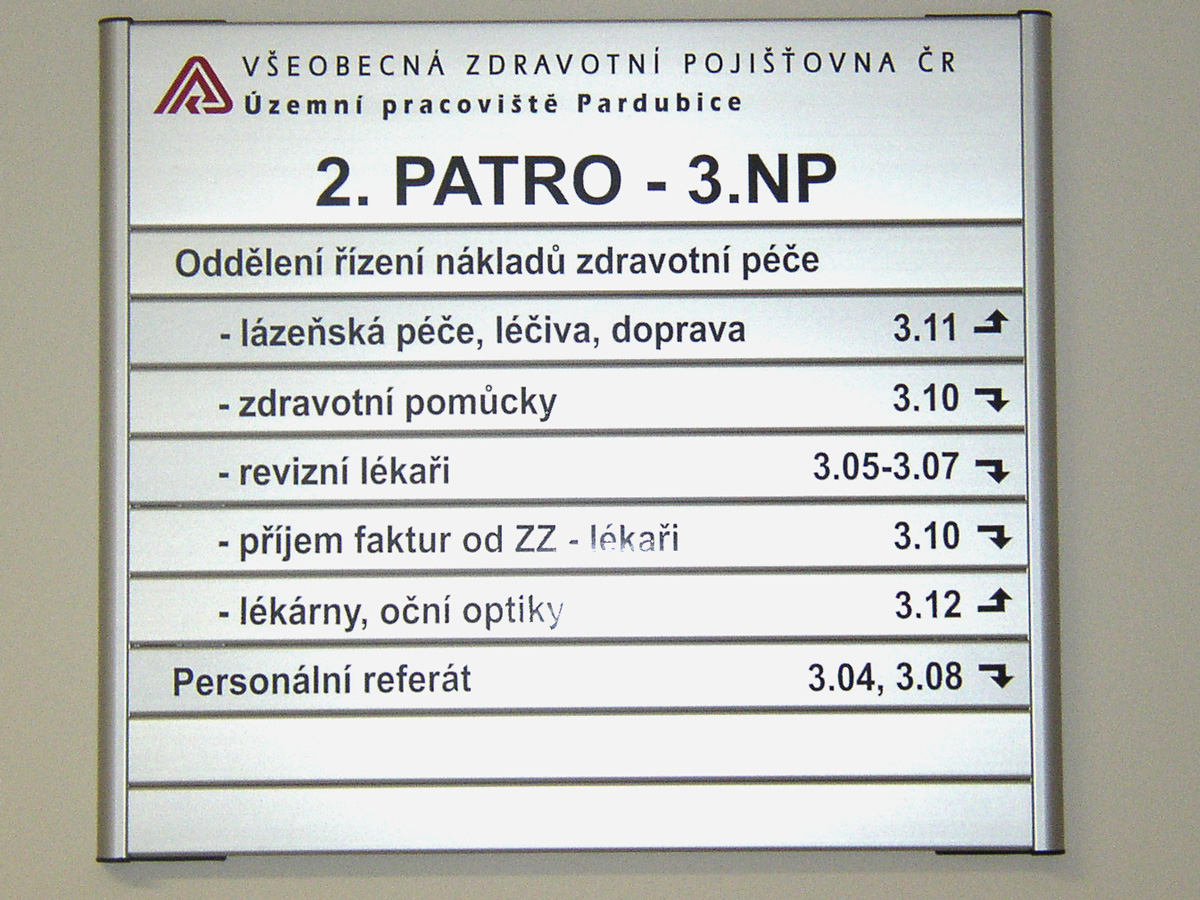 VŠEOBECNÁ ZDRAVOTNÍ POJIŠŤOVNA ČR
Územní pracoviště Pardubice
2. PATRO - 3.NP
Oddělení řízení nákladů zdravotní péče
- lázeňská péče, léčiva, doprava 3.11
- zdravotní pomůcky 3.10
- revizní lékaři 3.05-3.07
- příjem faktur od ZZ - lékaři 3.10
- lékárny, oční optiky 3.12
Personální referát 3.04, 3.08